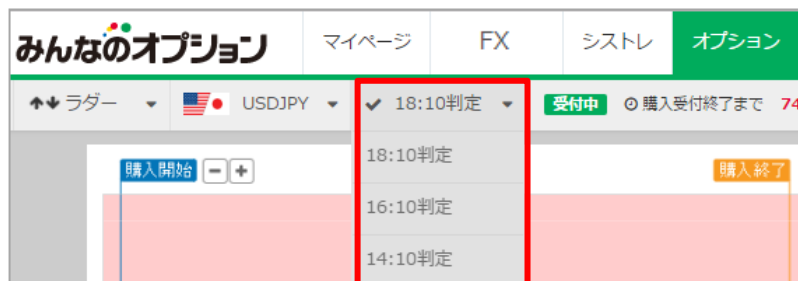 みんなのオプション マイページ FX シストレ オプション
ラダー USDJPY 18:10判定 受付中 購入受付終了まで 74
18:10判定
購入開始 購入終了
16:10判定
14:10判定